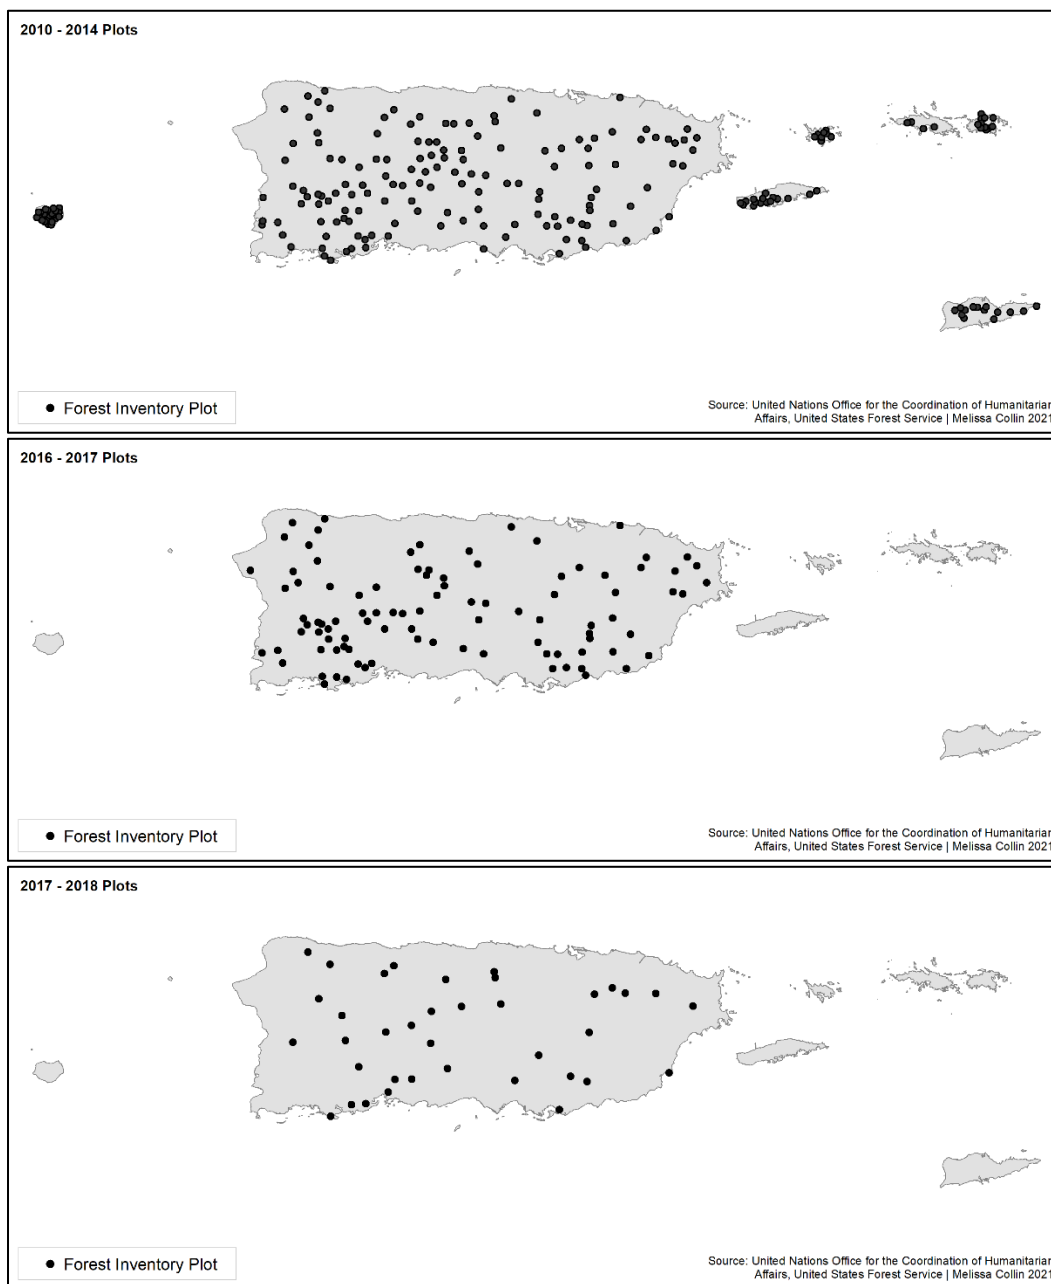 2010 - 2014 Plots
Forest Inventory Plot
Source: United Nations Office for the Coordination of Humanitarian
Affairs, United States Forest Service | Melissa Collin 2021
2016 - 2017 Plots
Forest Inventory Plot
Source: United Nations Office for the Coordination of Humanitarian
Affairs, United States Forest Service | Melissa Collin 2021
2017 - 2018 Plots
Forest Inventory Plot
Source: United Nations Office for the Coordination of Humanitarian
Affairs, United States Forest Service | Melissa Collin 2021